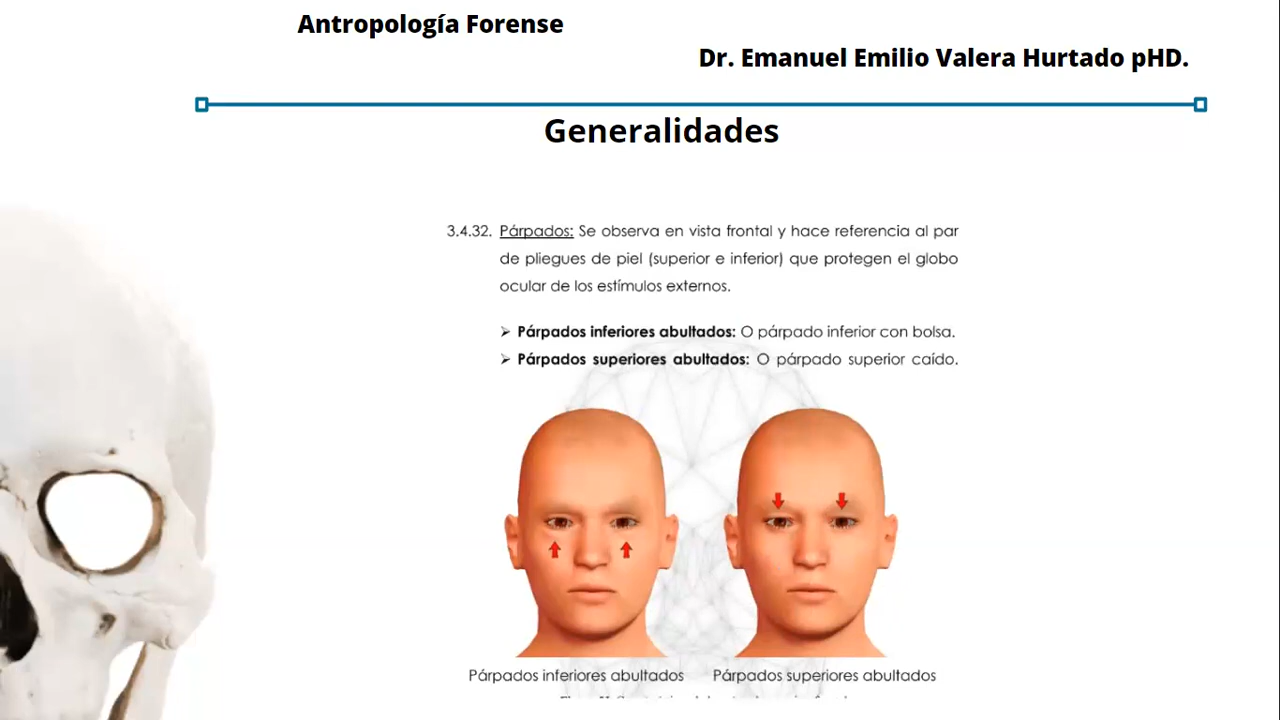 Antropología Forense
Dr. Emanuel Emilio Valera Hurtado pHD.
Generalidades
3.4.32. Párpados: Se observa en vista frontal y hace referencia al par
de pliegues de piel (superior e inferior) que protegen el globo
ocular de los estímulos externos.
➢ Párpados inferiores abultados: O párpado inferior con bolsa.
➢ Párpados superiores abultados: O párpado superior caído.
Párpados inferiores abultados
Párpados superiores abultados